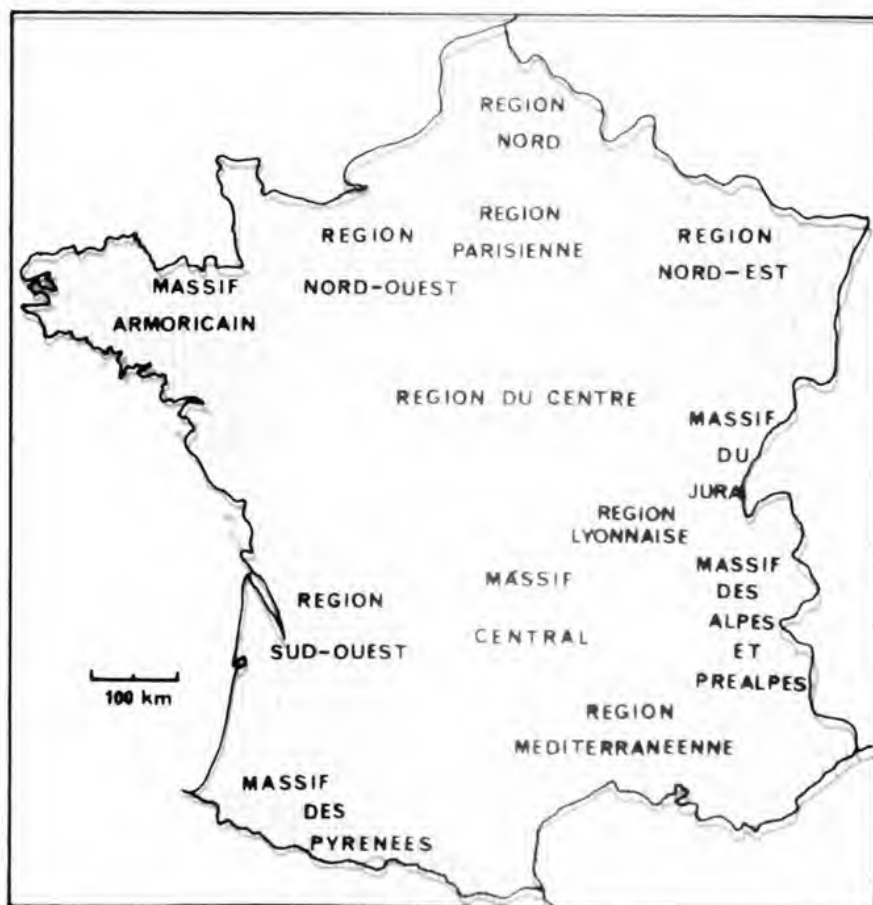 REGION
NORD
REGION
PARISIENNE
REGION
NORD-OUEST
REGION
NORD-EST
MASSIF
ARMORICAIN
REGION DU CENTRE
MASSIF
DU
JURA
REGION
LYONNAISE
MASSIF
CENTRAL
MASSIF
DES
ALPES
ET
PREALPES
REGION
SUD-OUEST
100 km
REGION
MEDITERRANEENNE
MASSIF
DES
PYRENEES